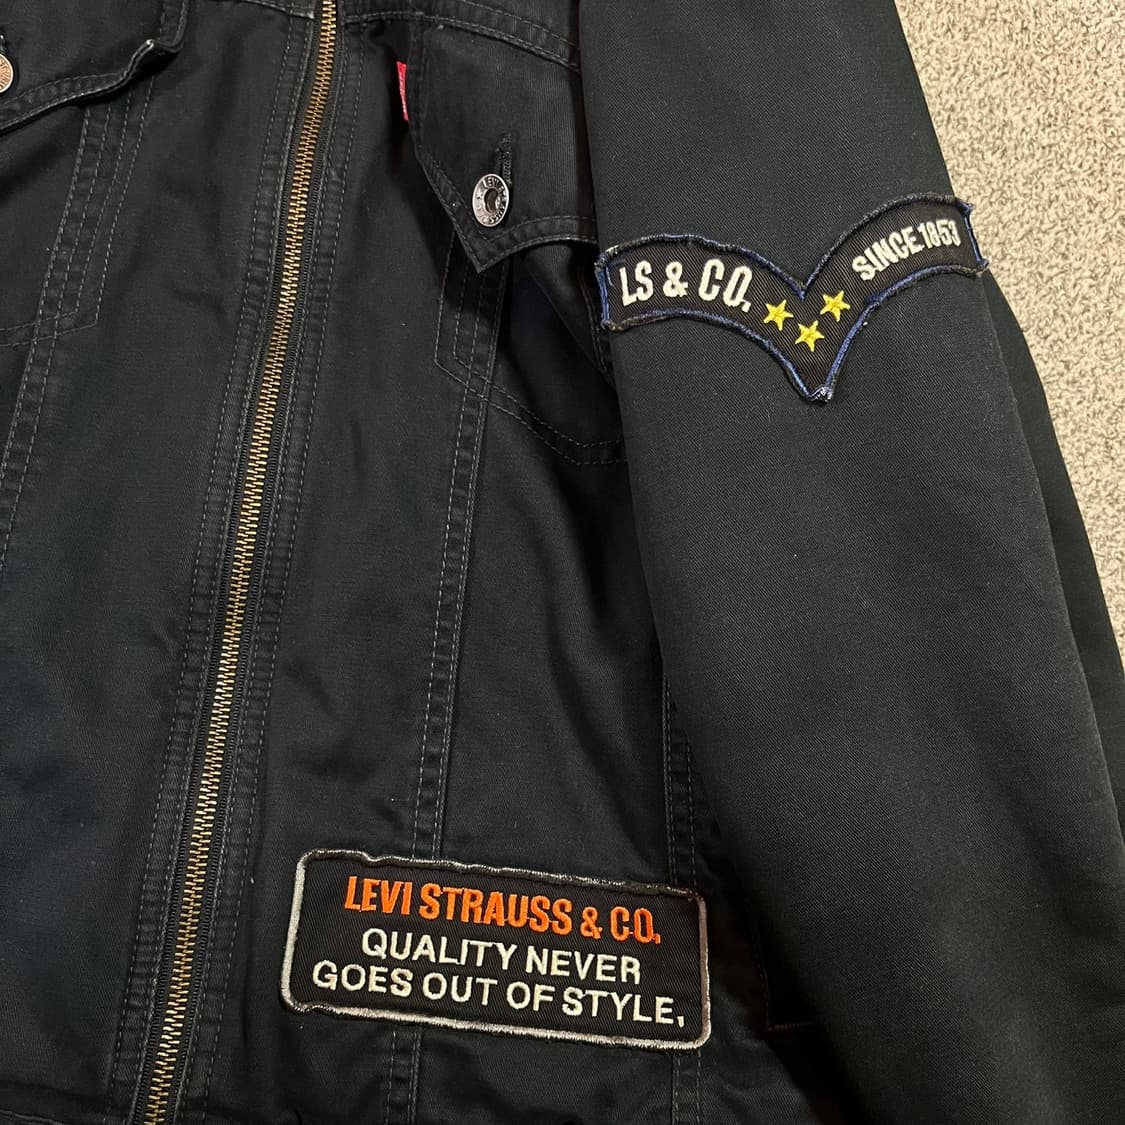 LS & CO.
SINCE 1853
LEVI STRAUSS & CO.
QUALITY NEVER
GOES OUT OF STYLE.